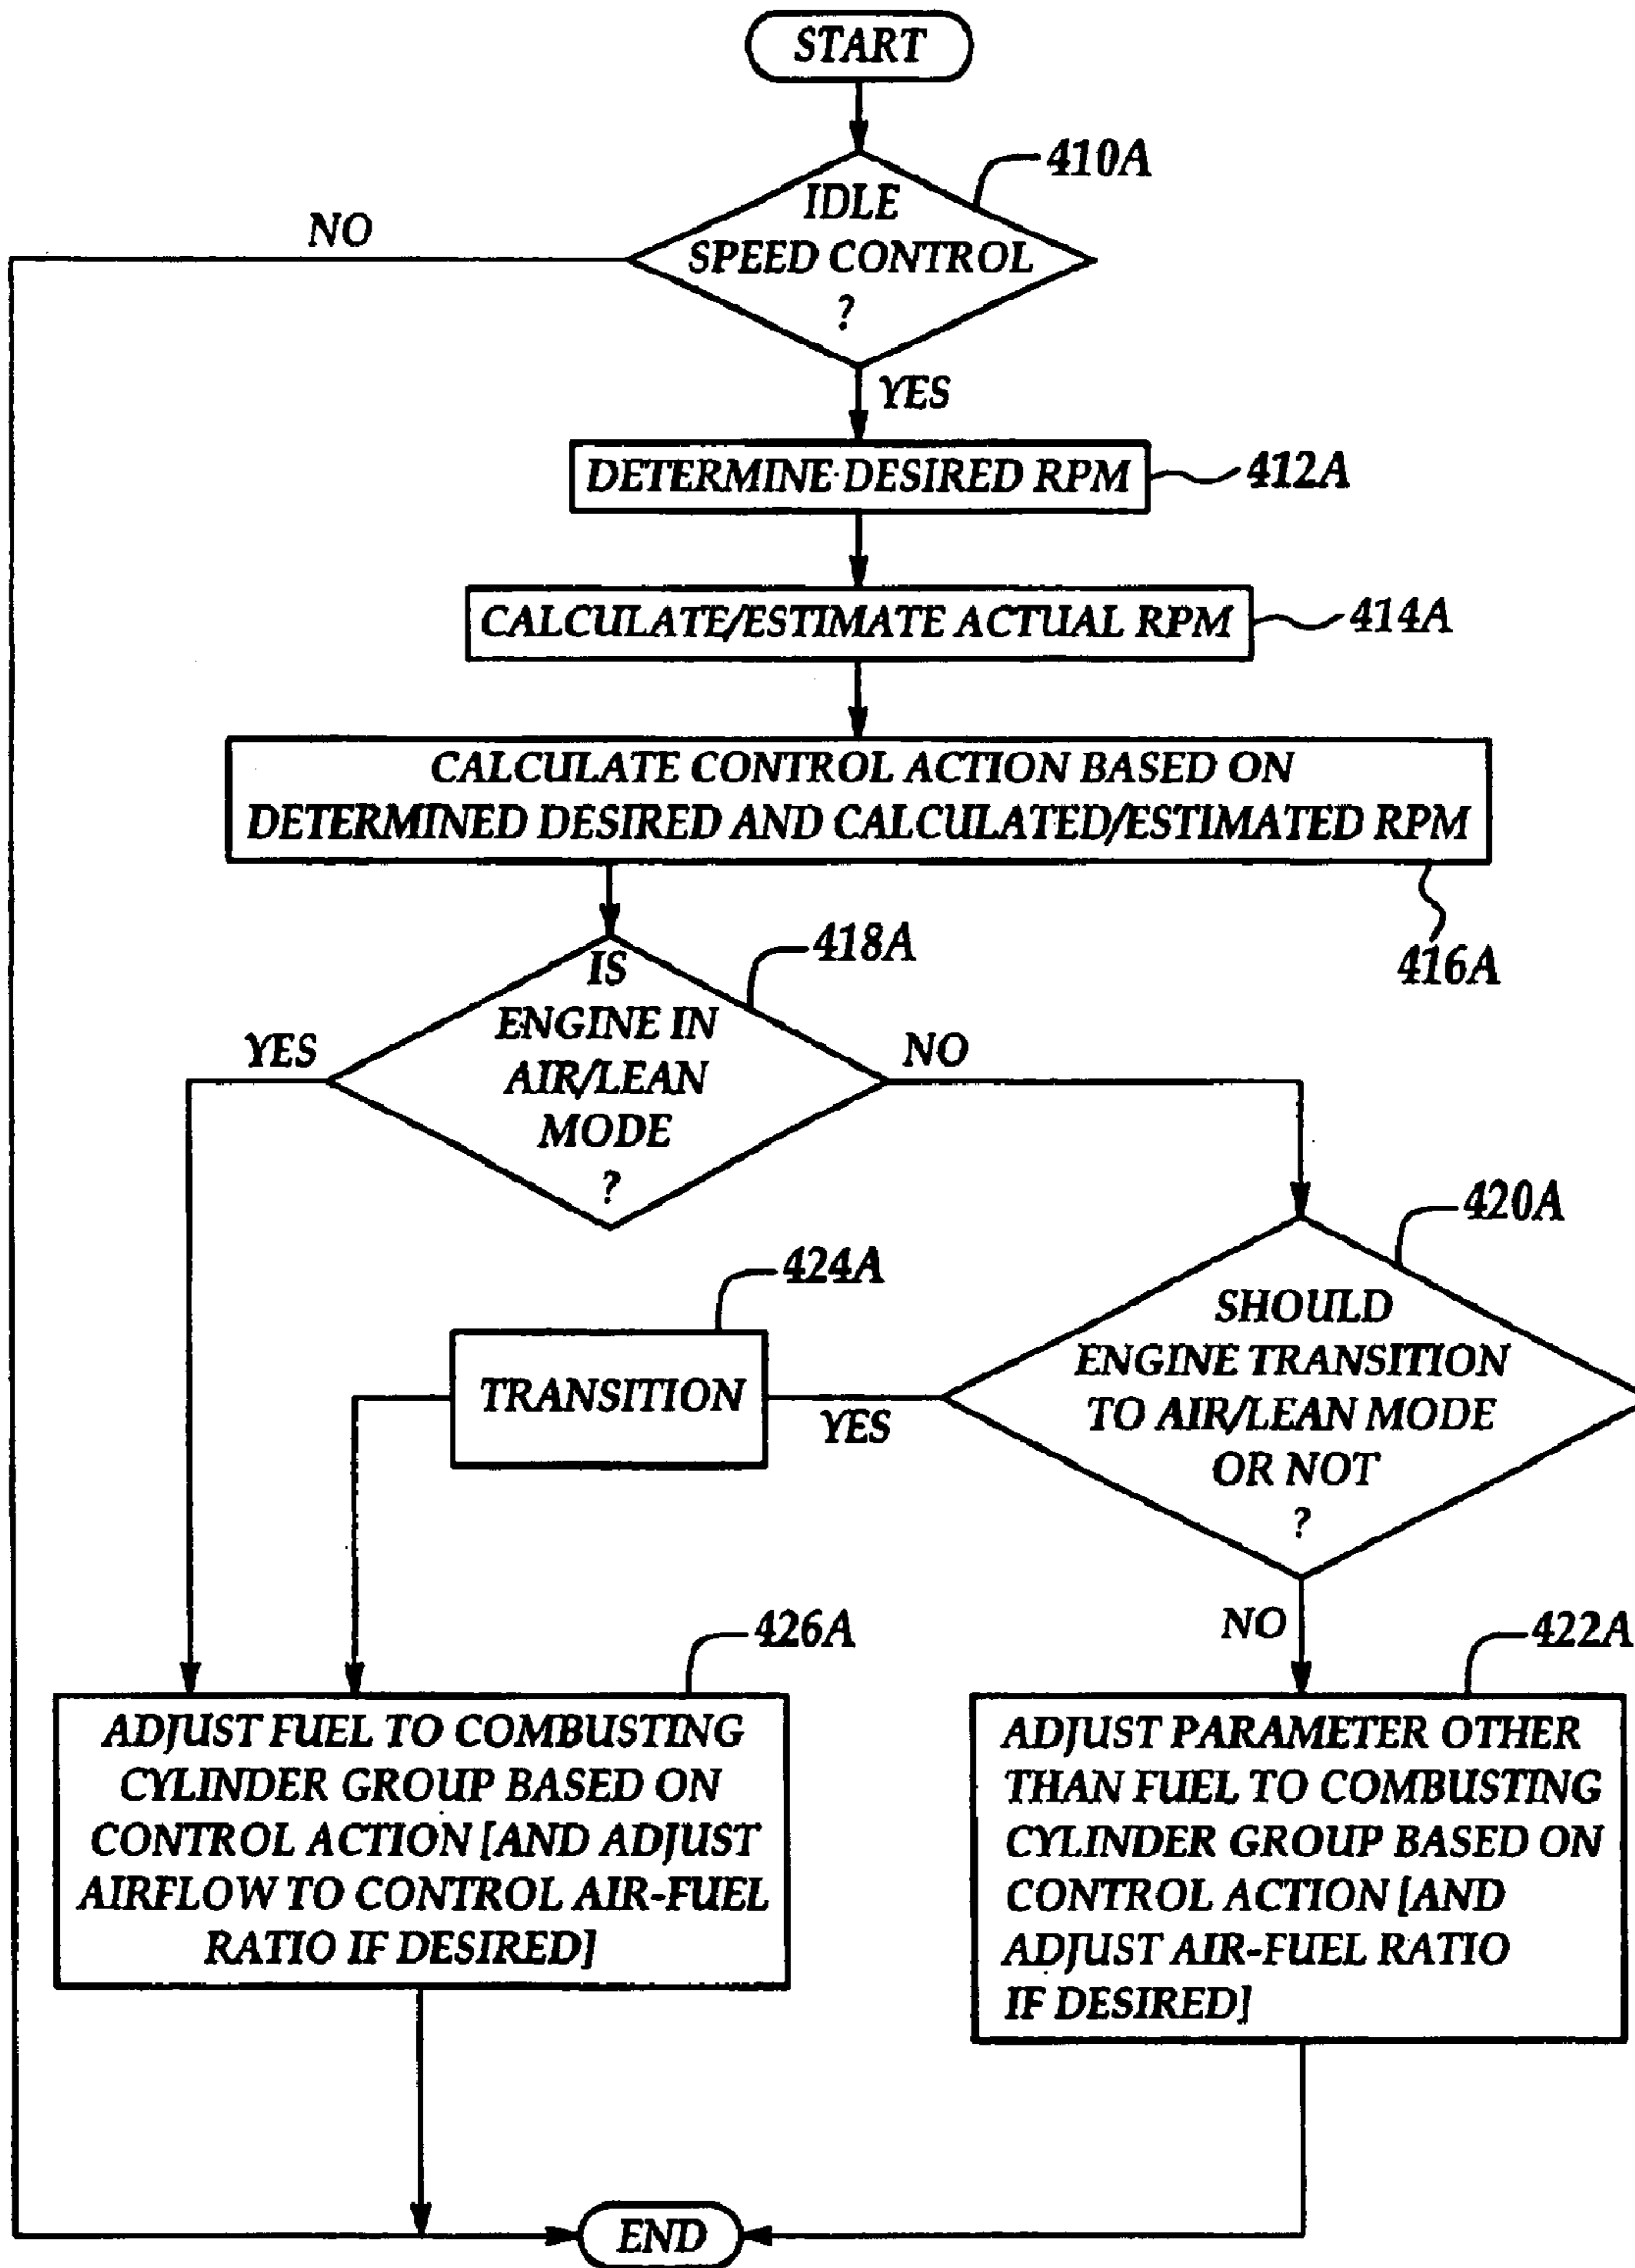 START
410A
IDLE
SPEED CONTROL
?
NO
YES
DETERMINE DESIRED RPM
412A
CALCULATE/ESTIMATE ACTUAL RPM
414A
CALCULATE CONTROL ACTION BASED ON
DETERMINED DESIRED AND CALCULATED/ESTIMATED RPM
416A
418A
IS
ENGINE IN
AIR/LEAN
MODE
?
YES
NO
420A
SHOULD
ENGINE TRANSITION
TO AIR/LEAN MODE
OR NOT
?
424A
TRANSITION
YES
NO
426A
ADJUST FUEL TO COMBUSTING
CYLINDER GROUP BASED ON
CONTROL ACTION [AND ADJUST
AIRFLOW TO CONTROL AIR-FUEL
RATIO IF DESIRED]
422A
ADJUST PARAMETER OTHER
THAN FUEL TO COMBUSTING
CYLINDER GROUP BASED ON
CONTROL ACTION [AND
ADJUST AIR-FUEL RATIO
IF DESIRED]
END